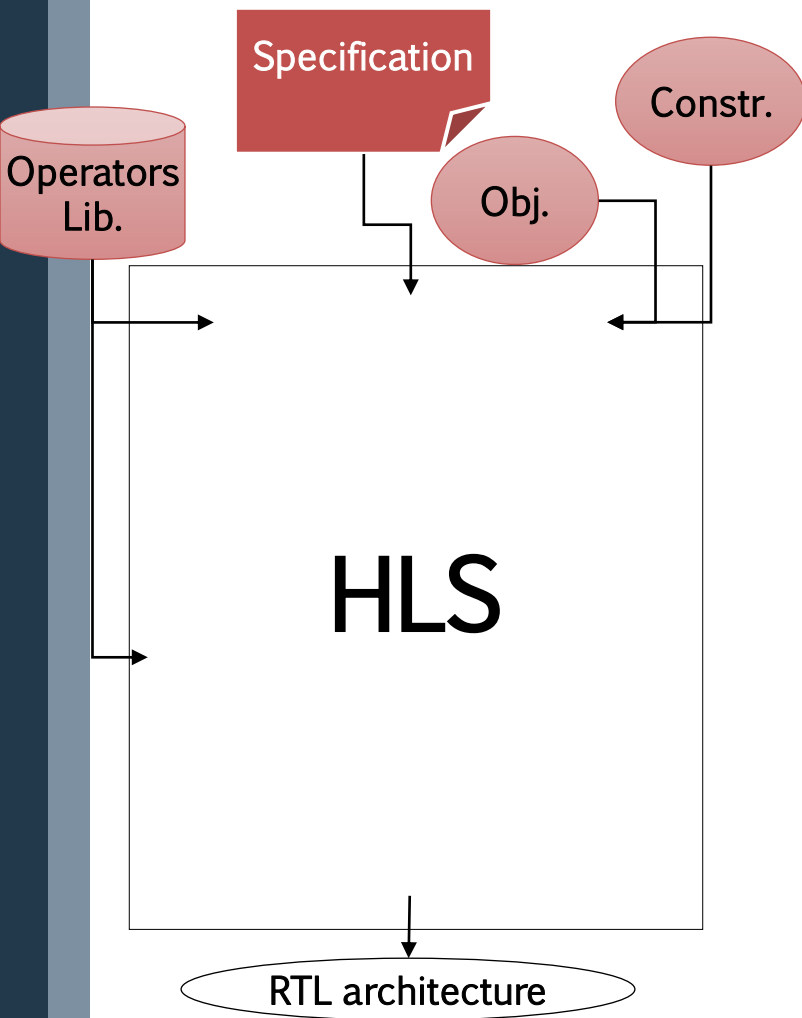 Specification
Constr.
Operators
Lib.
Obj.
HLS
RTL architecture